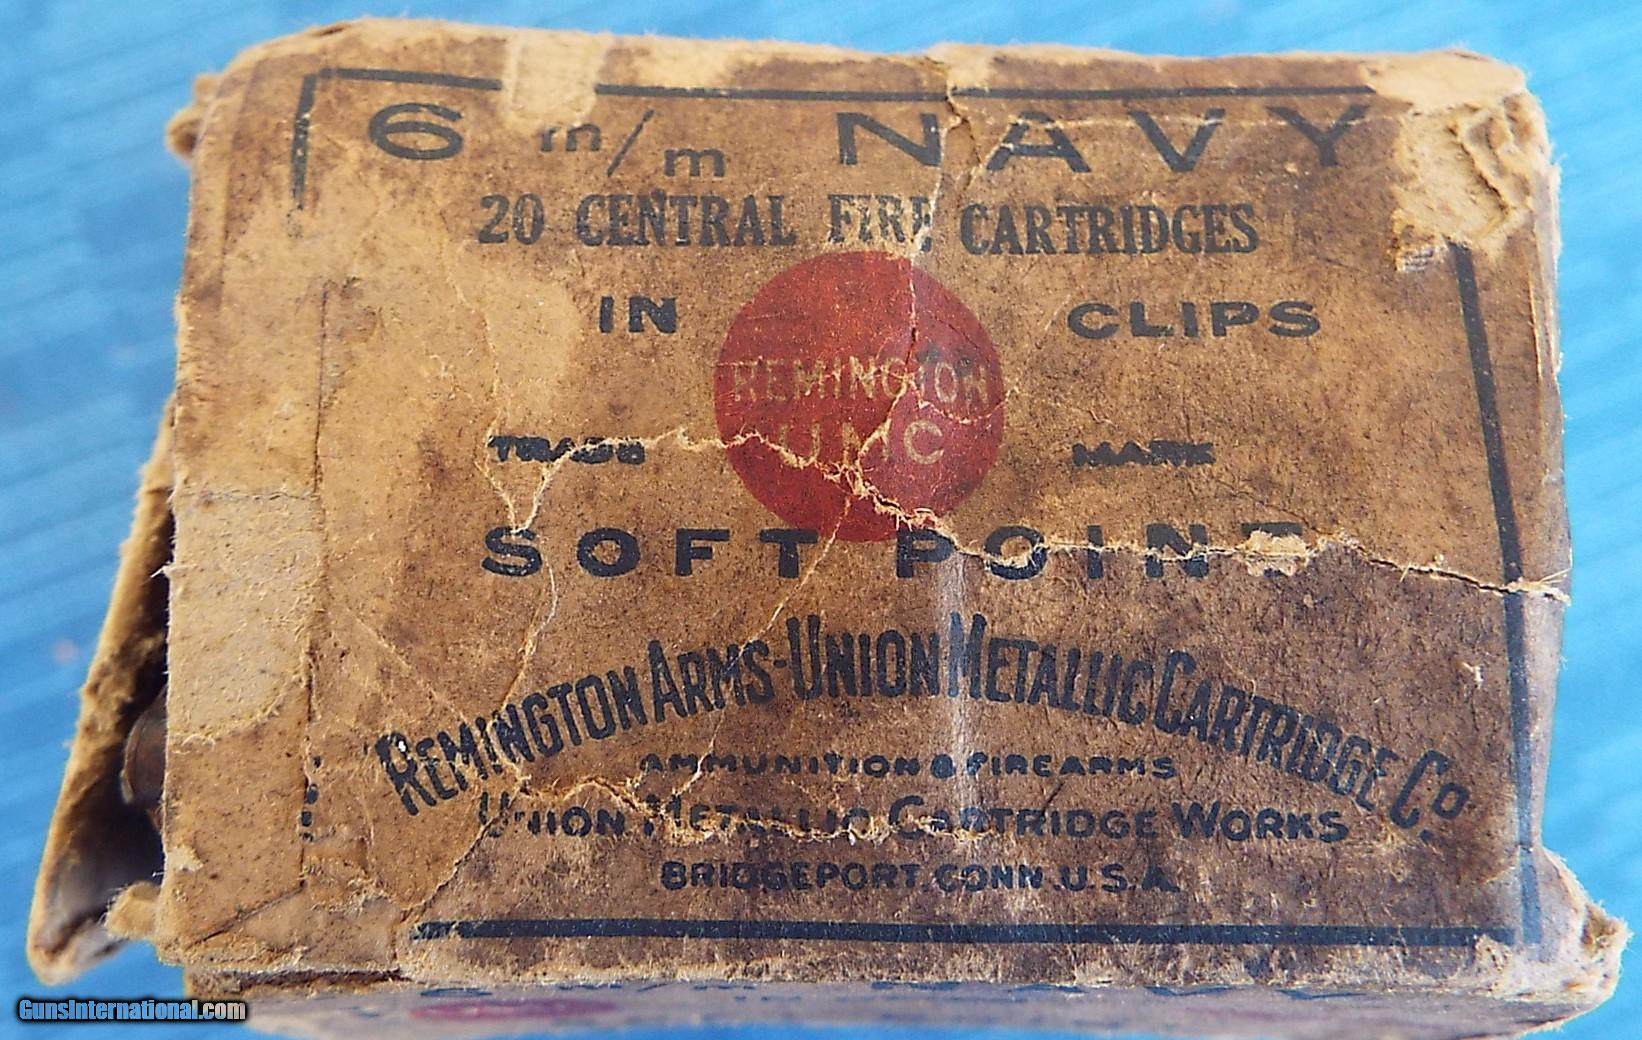 6 m/m NAVY
20 CENTRAL FIRE CARTRIDGES
IN CLIPS
REMINGTON
UMC
TRADE MARK
SOFT POINT
REMINGTON ARMS-UNION METALLIC CARTRIDGE CO
AMMUNITION & FIREARMS
UNION METALLIC CARTRIDGE WORKS
BRIDGEPORT. CONN. U.S.A.
GunsInternational.com